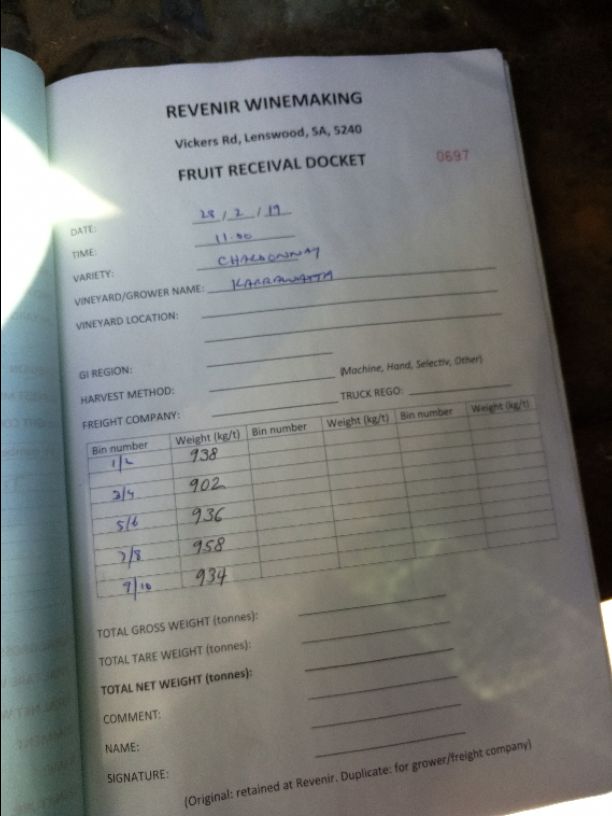 REVENIR WINEMAKING
Vickers Rd, Lenswood, SA, 5240
FRUIT RECEIVAL DOCKET 0697
DATE: 28 / 2 / 19
TIME: 11.00
VARIETY: CHARDONNAY
VINEYARD/GROWER NAME: KARRAWATTA
VINEYARD LOCATION:
GI REGION:
HARVEST METHOD: (Machine, Hand, Selectiv, Other)
FREIGHT COMPANY: TRUCK REGO:
Bin number Weight (kg/t) Bin number Weight (kg/t) Bin number Weight (kg/t)
1/2 938
3/4 902
5/6 936
7/8 958
9/10 934
TOTAL GROSS WEIGHT (tonnes):
TOTAL TARE WEIGHT (tonnes):
TOTAL NET WEIGHT (tonnes):
COMMENT:
NAME:
SIGNATURE:
(Original: retained at Revenir. Duplicate: for grower/freight company)